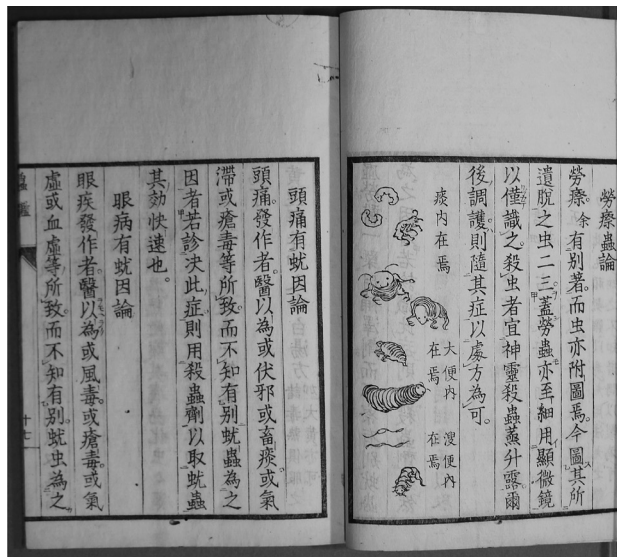 勞瘵蟲論
勞瘵余有別著而虫亦附圖焉今圖其所
遺脫之虫二三蓋勞蟲亦至細用顯微鏡
以僅識之殺虫者宜神靈殺蟲蒸升露爾
後調護則隨其症以處方為可
痰內在焉
大便內在焉
溲便內在焉
頭痛有蚘因論
頭痛發作者醫以為或伏邪或畜痰或氣
滯或瘡毒等所致而不知有別蚘蟲為之
因者若診決此症則用殺蟲劑以取蚘蟲
其効快速也。
眼病有蚘因論
眼疾發作者醫以為或風毒或瘡毒或氣
虛或血虛等所致而不知有別蚘虫為之
十七